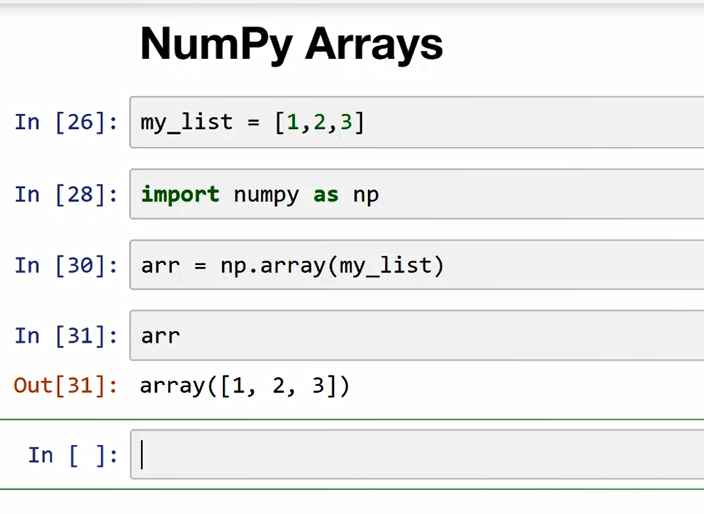 NumPy Arrays
In [26]: my_list = [1,2,3]
In [28]: import numpy as np
In [30]: arr = np.array(my_list)
In [31]: arr
Out[31]: array([1, 2, 3])
In [ ]: